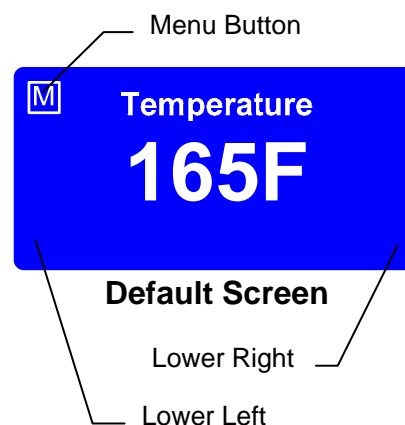 Menu Button
M
Temperature
165F
Default Screen
Lower Right
Lower Left